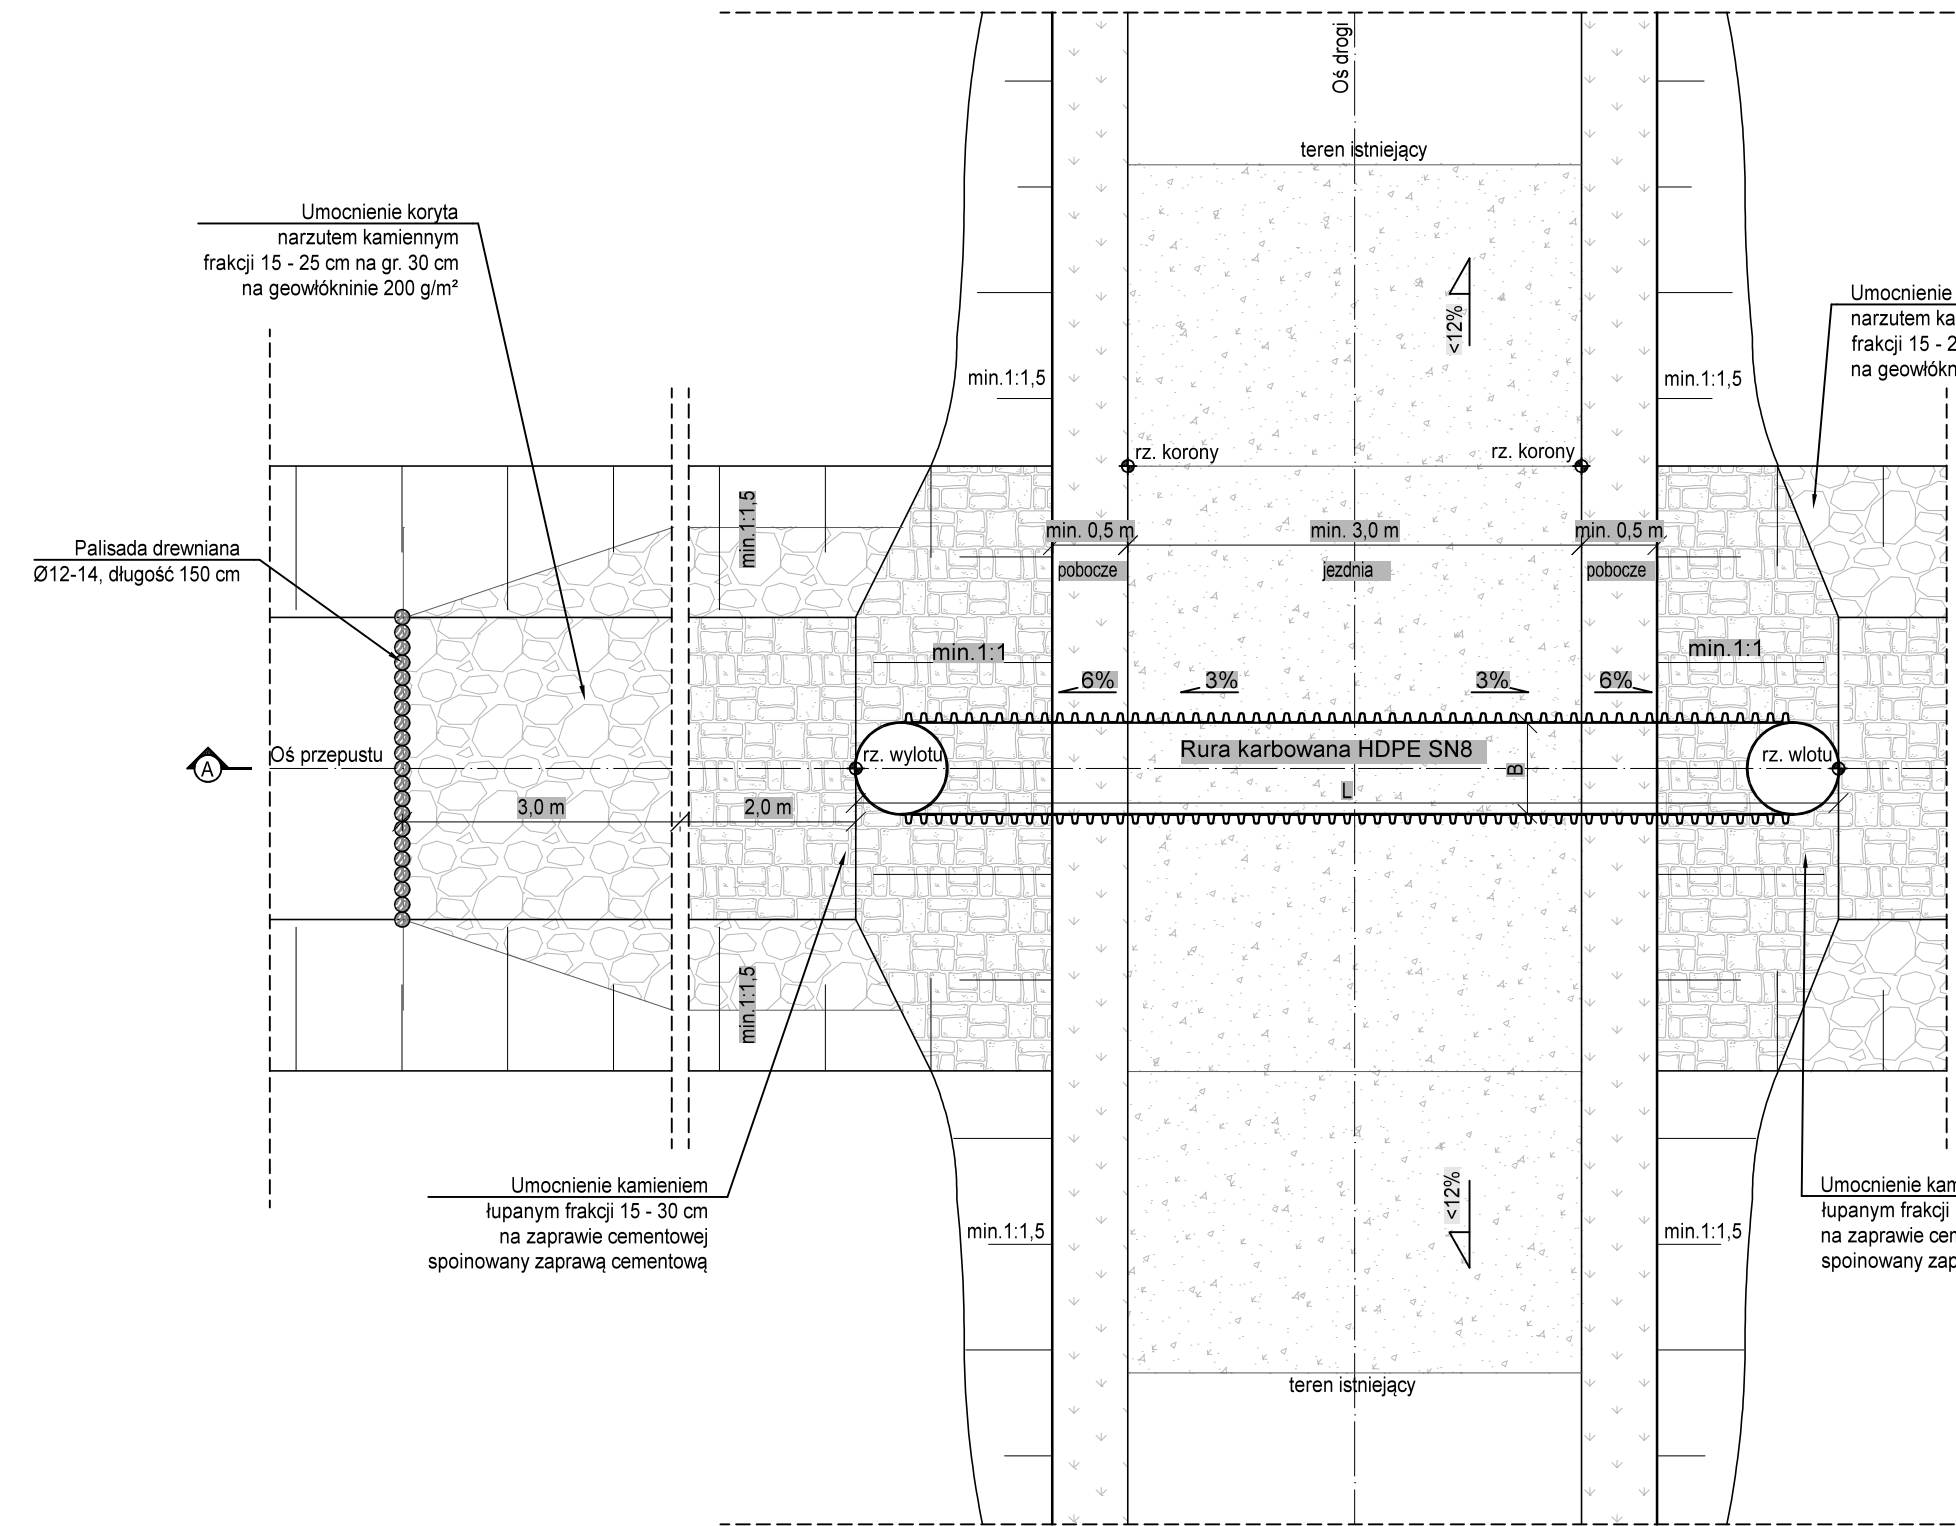 Oś drogi
teren istniejący
Umocnienie koryta
narzutem kamiennym
frakcji 15 - 25 cm na gr. 30 cm
na geowłókninie 200 g/m²
Umocnienie
narzutem ka
frakcji 15 - 2
na geowłókn
<12%
min.1:1,5
min.1:1,5
rz. korony
rz. korony
min.1:1,5
min. 0,5 m
min. 3,0 m
min. 0,5 m
pobocze
jezdnia
pobocze
Palisada drewniana
Ø12-14, długość 150 cm
min.1:1
min.1:1
6%
3%
3%
6%
Oś przepustu
A
rz. wylotu
Rura karbowana HDPE SN8
rz. wlotu
B
L
3,0 m
2,0 m
min.1:1,5
Umocnienie kamieniem
łupanym frakcji 15 - 30 cm
na zaprawie cementowej
spoinowany zaprawą cementową
<12%
min.1:1,5
min.1:1,5
Umocnienie kam
łupanym frakcji
na zaprawie cem
spoinowany zap
teren istniejący